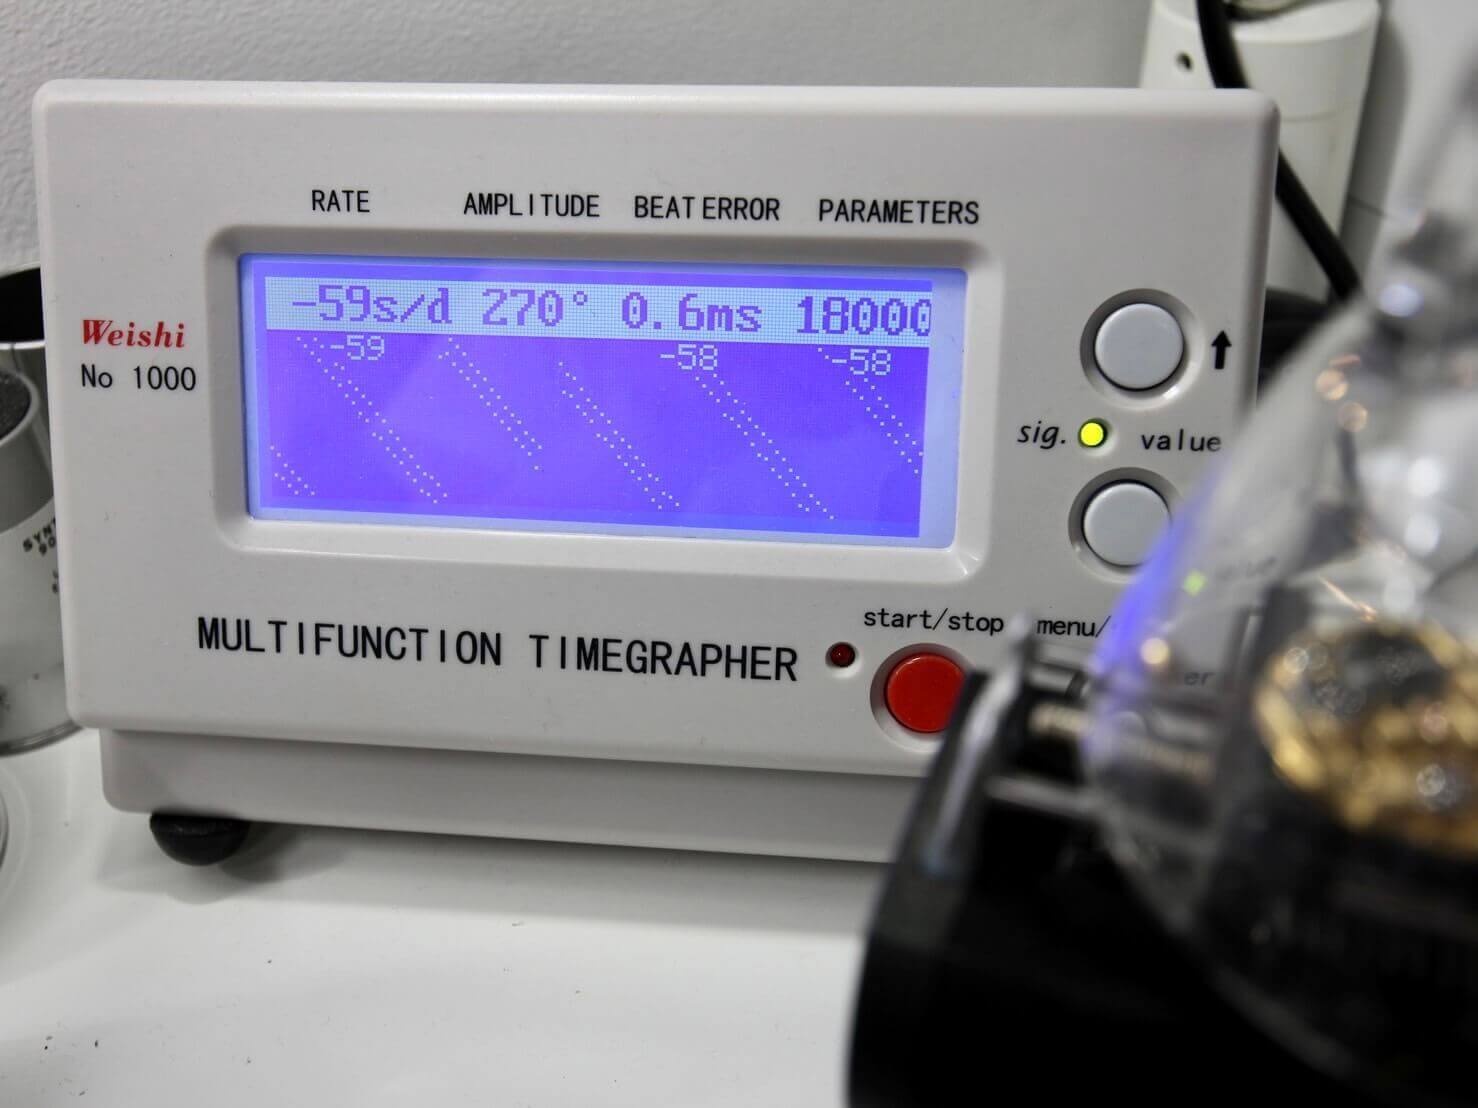 RATE AMPLITUDE BEAT ERROR PARAMETERS
-59s/d 270° 0.6ms 18000
-59 -58 -58
Weishi
No 1000
sig. value
start/stop menu/
MULTIFUNCTION TIMEGRAPHER